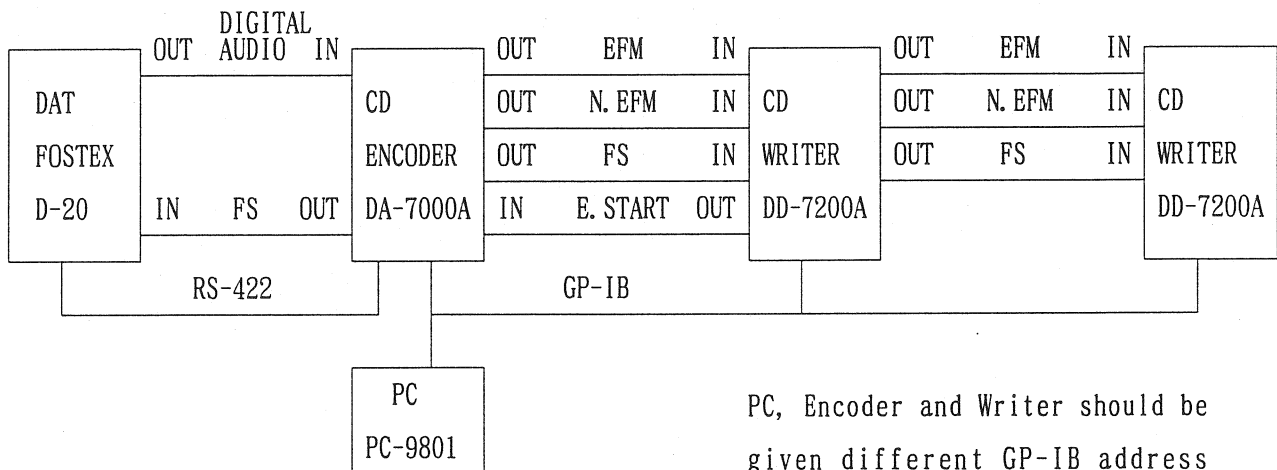 DIGITAL
OUT AUDIO IN
OUT EFM IN
OUT EFM IN
DAT
CD
OUT N. EFM IN
CD
OUT N. EFM IN
CD
FOSTEX
ENCODER
OUT FS IN
WRITER
OUT FS IN
WRITER
D-20
IN FS OUT
DA-7000A
IN E. START OUT
DD-7200A
DD-7200A
RS-422
GP-IB
PC
PC-9801
PC, Encoder and Writer should be
given different GP-IB address